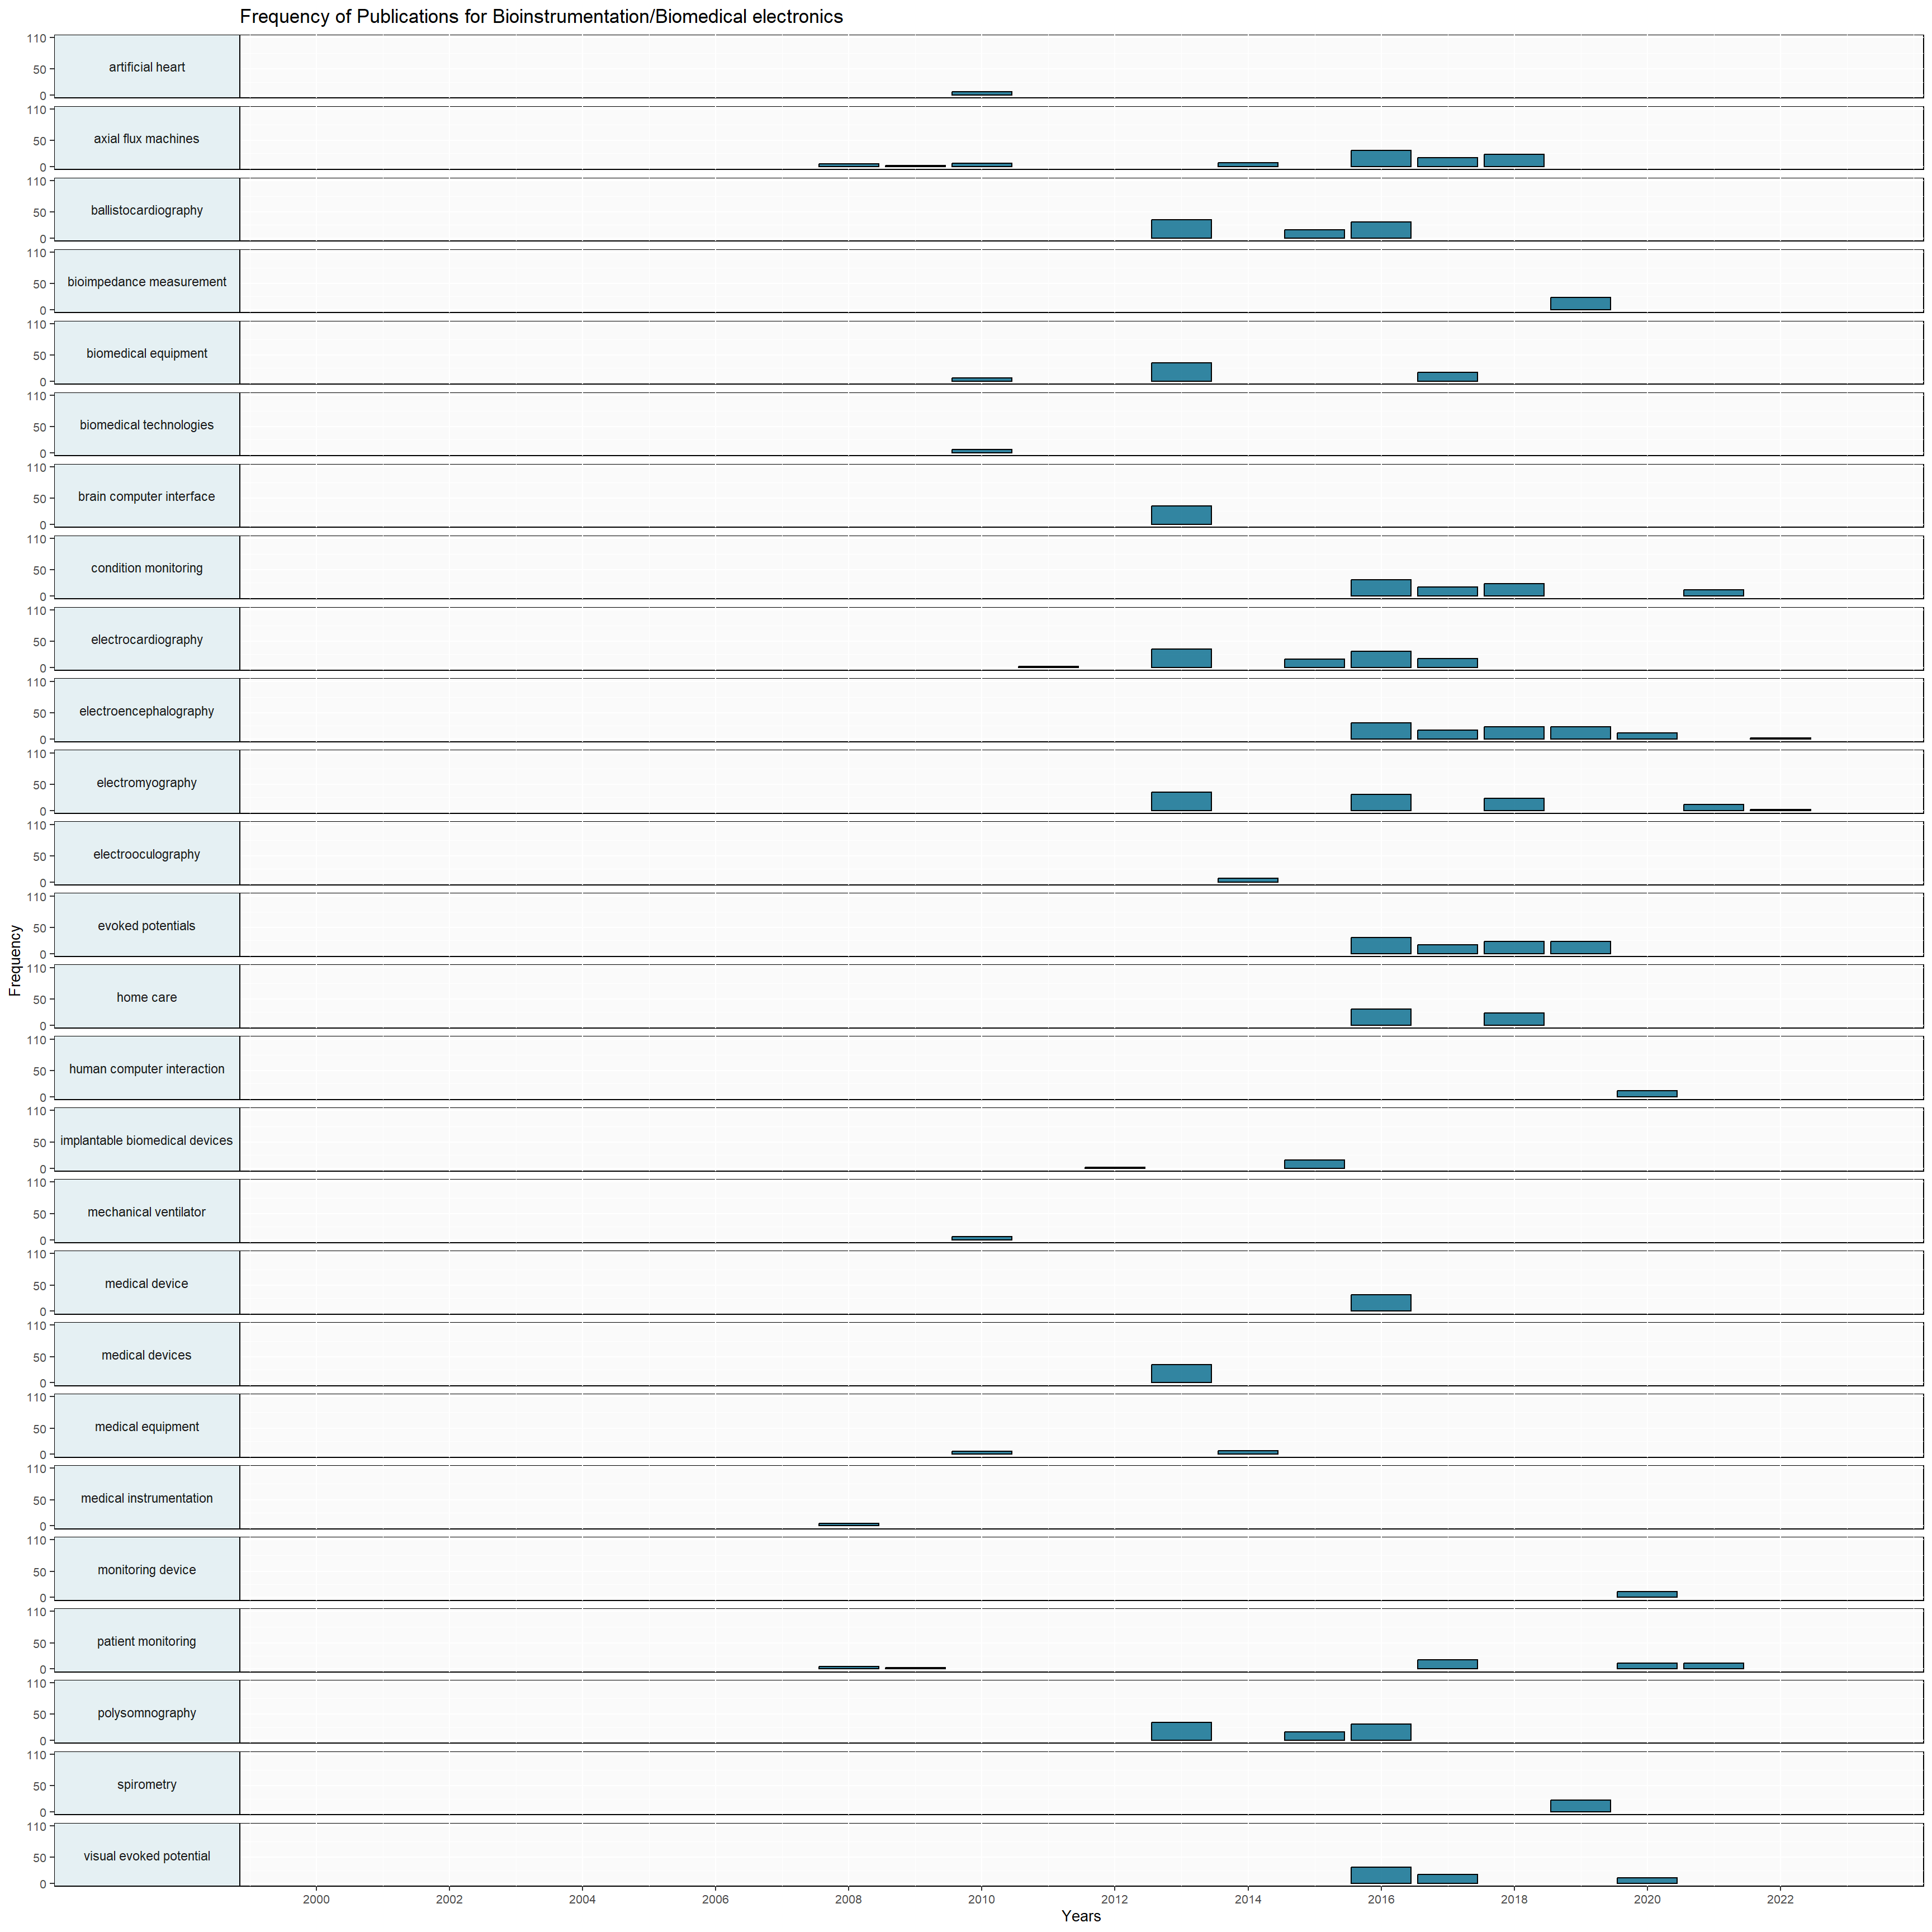 Frequency of Publications for Bioinstrumentation/Biomedical electronics
110
50
0
artificial heart
110
50
0
axial flux machines
110
50
0
ballistocardiography
110
50
0
bioimpedance measurement
110
50
0
biomedical equipment
110
50
0
biomedical technologies
110
50
0
brain computer interface
110
50
0
condition monitoring
110
50
0
electrocardiography
110
50
0
electroencephalography
110
50
0
electromyography
110
50
0
electrooculography
110
50
0
evoked potentials
110
50
0
home care
110
50
0
human computer interaction
110
50
0
implantable biomedical devices
110
50
0
mechanical ventilator
110
50
0
medical device
110
50
0
medical devices
110
50
0
medical equipment
110
50
0
medical instrumentation
110
50
0
monitoring device
110
50
0
patient monitoring
110
50
0
polysomnography
110
50
0
spirometry
110
50
0
visual evoked potential
Frequency
2000 2002 2004 2006 2008 2010 2012 2014 2016 2018 2020 2022
Years